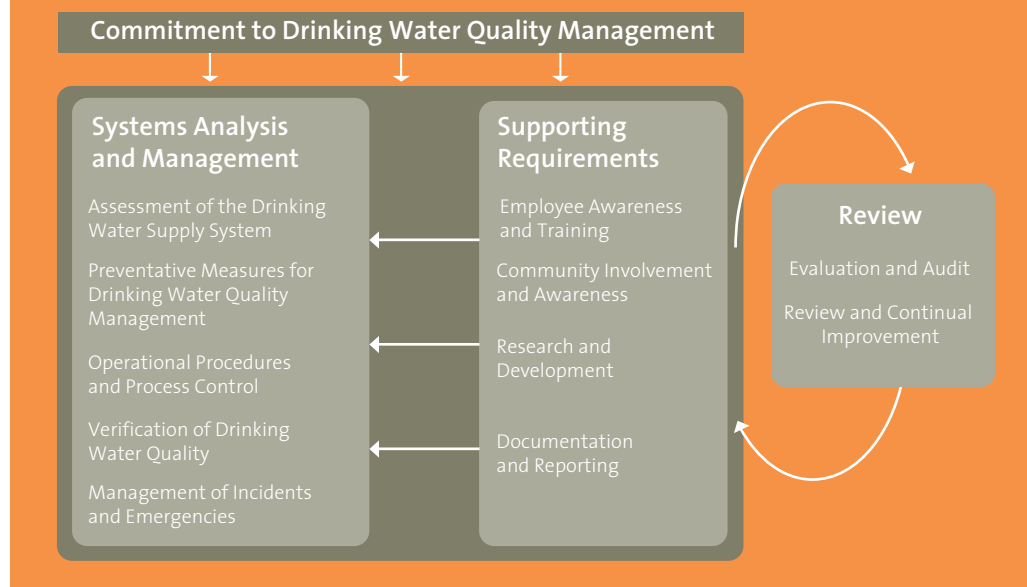 Commitment to Drinking Water Quality Management
Systems Analysis
and Management
Assessment of the Drinking
Water Supply System
Preventative Measures for
Drinking Water Quality
Management
Operational Procedures
and Process Control
Verification of Drinking
Water Quality
Management of Incidents
and Emergencies
Supporting
Requirements
Employee Awareness
and Training
Community Involvement
and Awareness
Research and
Development
Documentation
and Reporting
Review
Evaluation and Audit
Review and Continual
Improvement